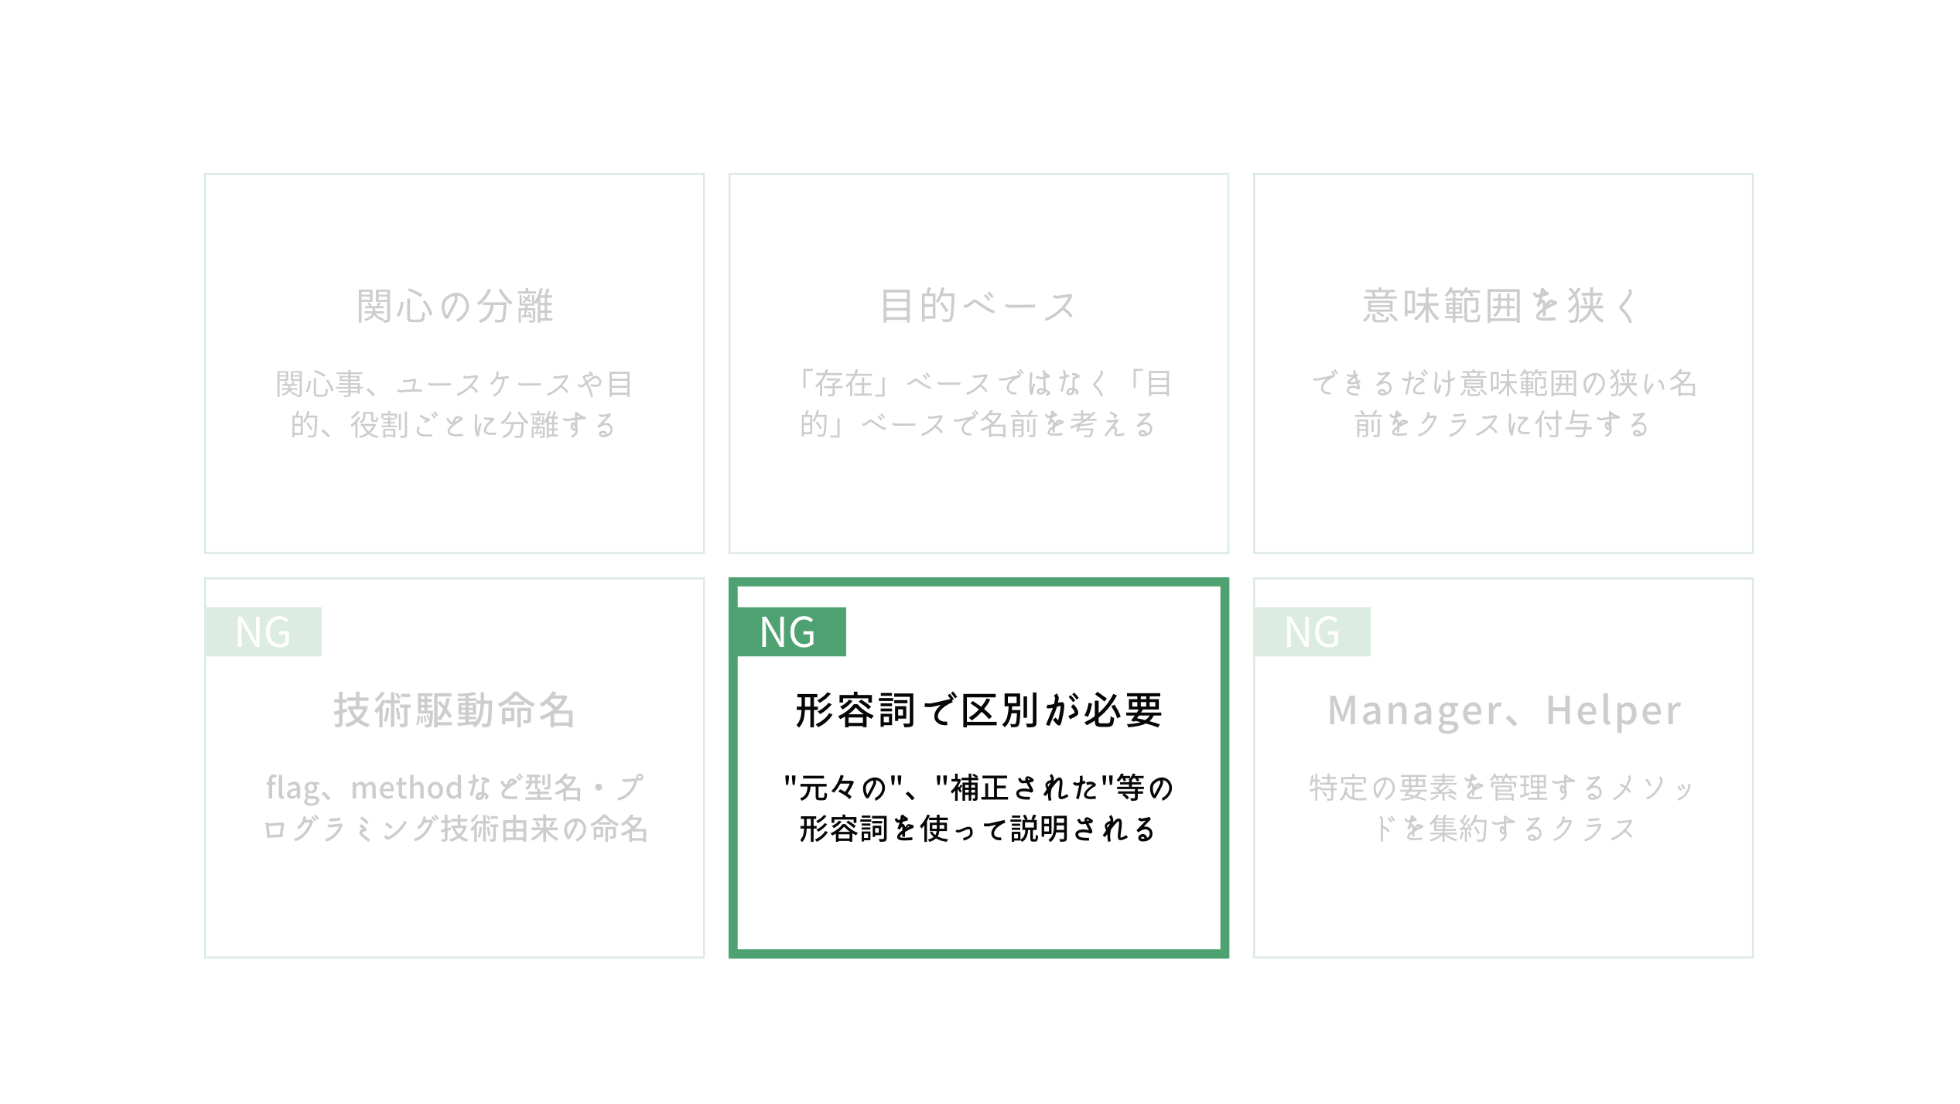 関心の分離
関心事、ユースケースや目
的、役割ごとに分離する
目的ベース
「存在」ベースではなく「目
的」ベースで名前を考える
意味範囲を狭く
できるだけ意味範囲の狭い名
前をクラスに付与する
NG
技術駆動命名
flag、methodなど型名・プ
ログラミング技術由来の命名
NG
形容詞で区別が必要
"元々の"、"補正された"等の
形容詞を使って説明される
NG
Manager、Helper
特定の要素を管理するメソッ
ドを集約するクラス